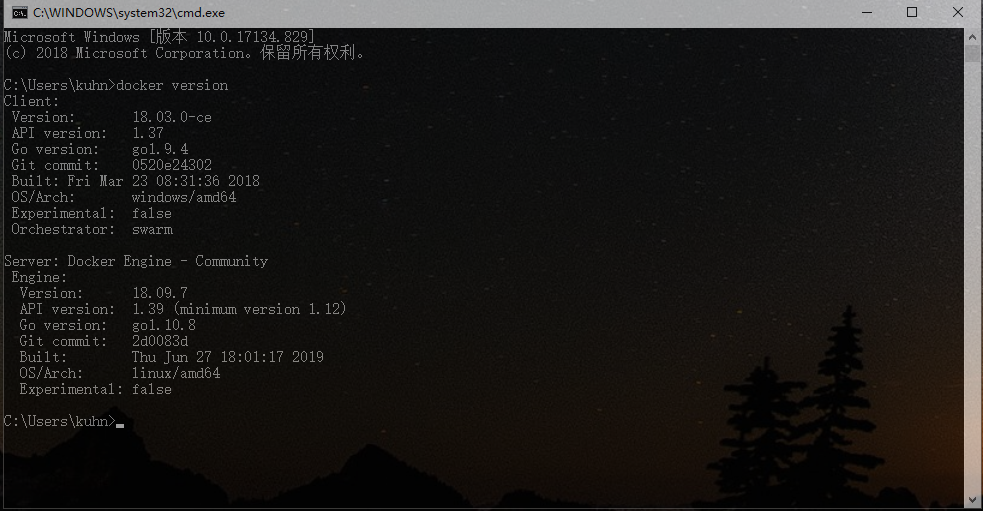 C:\WINDOWS\system32\cmd.exe
Microsoft Windows [版本 10.0.17134.829]
(c) 2018 Microsoft Corporation。保留所有权利。
C:\Users\kuhn>docker version
Client:
Version: 18.03.0-ce
API version: 1.37
Go version: go1.9.4
Git commit: 0520e24302
Built: Fri Mar 23 08:31:36 2018
OS/Arch: windows/amd64
Experimental: false
Orchestrator: swarm
Server: Docker Engine - Community
Engine:
Version: 18.09.7
API version: 1.39 (minimum version 1.12)
Go version: go1.10.8
Git commit: 2d0083d
Built: Thu Jun 27 18:01:17 2019
OS/Arch: linux/amd64
Experimental: false
C:\Users\kuhn>